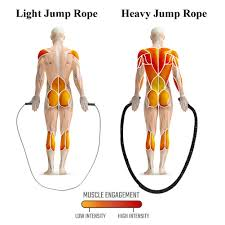 Light Jump Rope
Heavy Jump Rope
MUSCLE ENGAGEMENT
LOW INTENSITY
HIGH INTENSITY